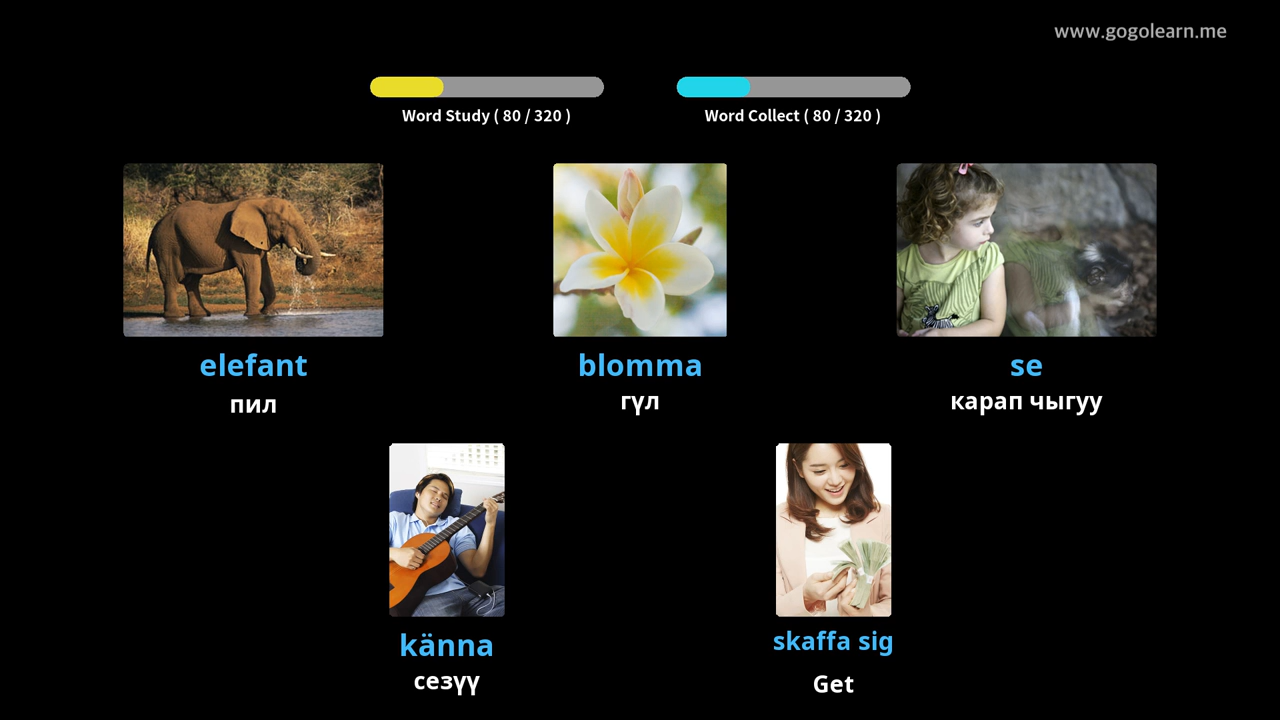 www.gogolearn.me
Word Study ( 80 / 320 )
Word Collect ( 80 / 320 )
elefant
пил
blomma
гүл
se
карап чыгуу
känna
сезүү
skaffa sig
Get